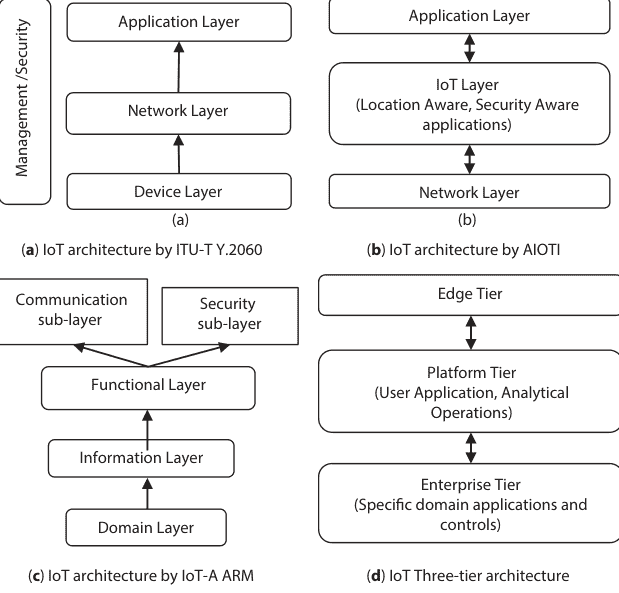 Management /Security
Application Layer
Network Layer
Device Layer
(a)
(a) IoT architecture by ITU-T Y.2060
Application Layer
IoT Layer
(Location Aware, Security Aware
applications)
Network Layer
(b)
(b) IoT architecture by AIOTI
Communication
sub-layer
Security
sub-layer
Functional Layer
Information Layer
Domain Layer
(c) IoT architecture by IoT-A ARM
Edge Tier
Platform Tier
(User Application, Analytical
Operations)
Enterprise Tier
(Specific domain applications and
controls)
(d) IoT Three-tier architecture